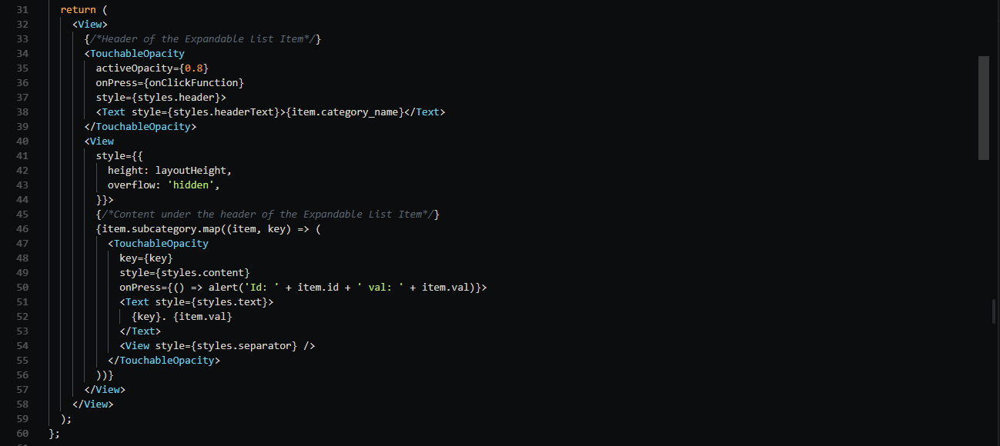 31 return (
32 <View>
33 {/*Header of the Expandable List Item*/}
34 <TouchableOpacity
35 activeOpacity={0.8}
36 onPress={onClickFunction}
37 style={styles.header}>
38 <Text style={styles.headerText}>{item.category_name}</Text>
39 </TouchableOpacity>
40 <View
41 style={{
42 height: layoutHeight,
43 overflow: 'hidden',
44 }}>
45 {/*Content under the header of the Expandable List Item*/}
46 {item.subcategory.map((item, key) => (
47 <TouchableOpacity
48 key={key}
49 style={styles.content}
50 onPress={() => alert('Id: ' + item.id + ' val: ' + item.val)}>
51 <Text style={styles.text}>
52 {key}. {item.val}
53 </Text>
54 <View style={styles.separator} />
55 </TouchableOpacity>
56 ))}
57 </View>
58 </View>
59 );
60 };